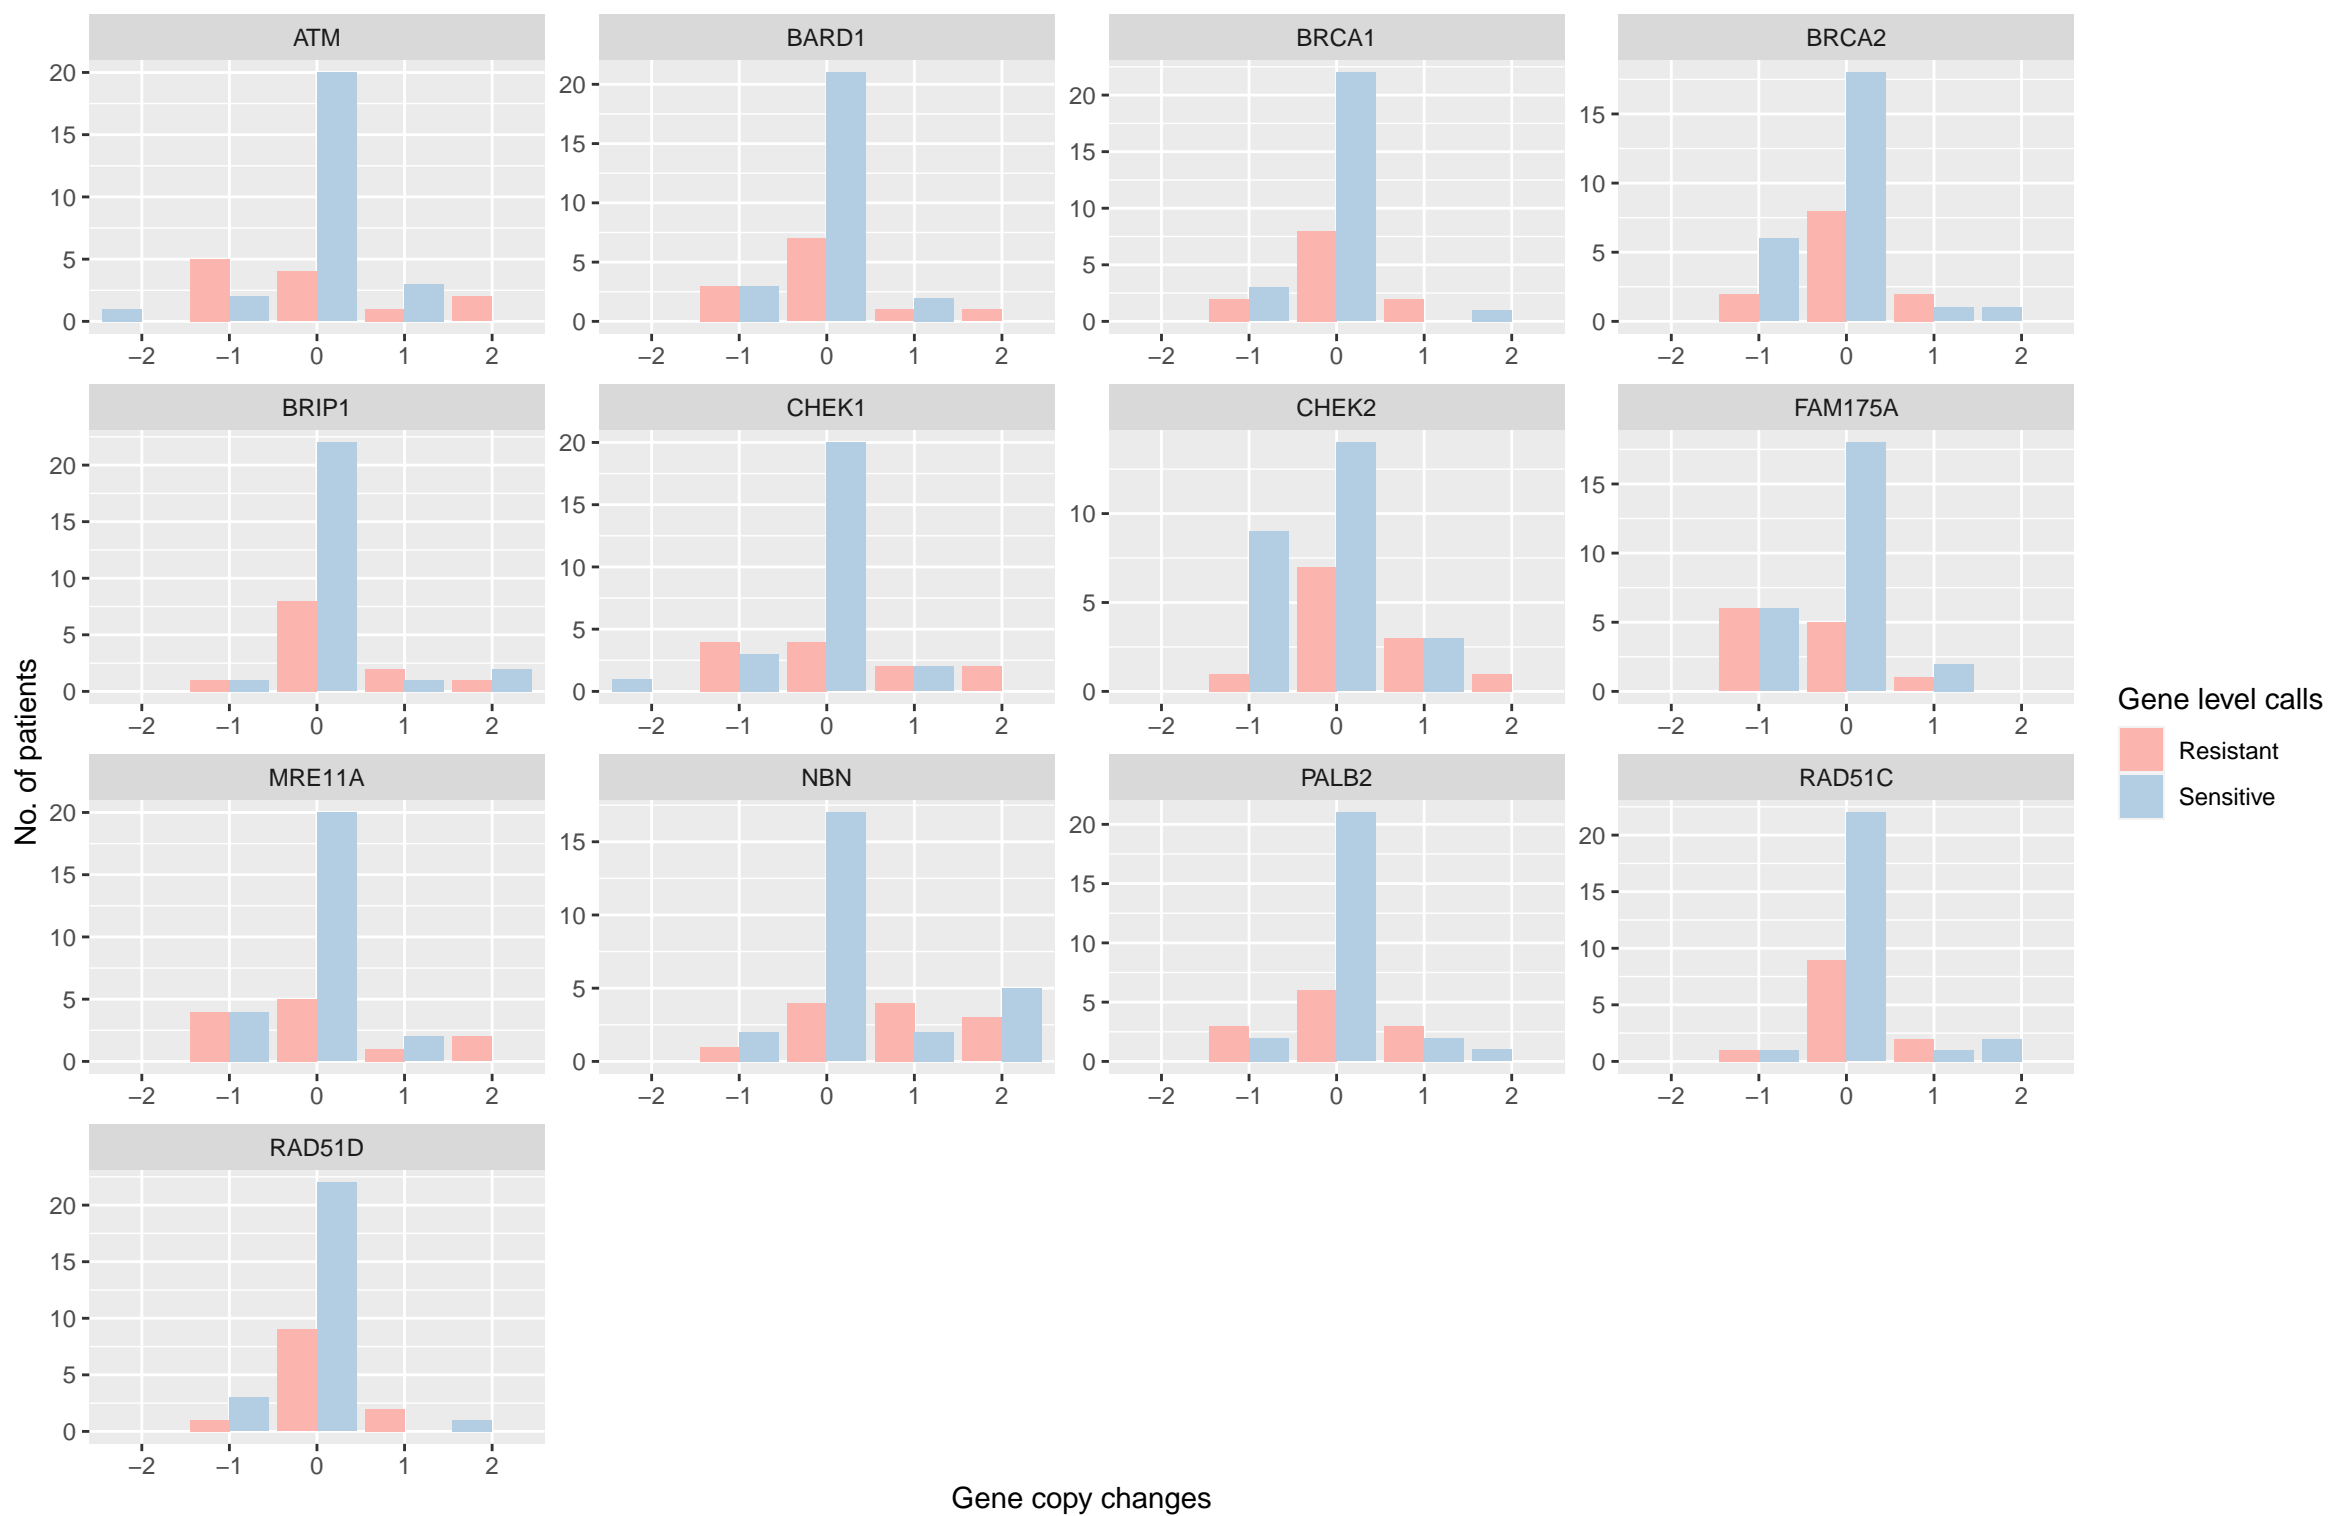 ATM BARD1 BRCA1 BRCA2
20 15 10 5 0
20 15 10 5 0
20 15 10 5 0
15 10 5 0
−2 −1 0 1 2 −2 −1 0 1 2 −2 −1 0 1 2 −2 −1 0 1 2
BRIP1 CHEK1 CHEK2 FAM175A
20 15 10 5 0
20 15 10 5 0
10 5 0
15 10 5 0
−2 −1 0 1 2 −2 −1 0 1 2 −2 −1 0 1 2 −2 −1 0 1 2
MRE11A NBN PALB2 RAD51C
20 15 10 5 0
15 10 5 0
20 15 10 5 0
20 15 10 5 0
−2 −1 0 1 2 −2 −1 0 1 2 −2 −1 0 1 2 −2 −1 0 1 2
RAD51D
20 15 10 5 0
−2 −1 0 1 2
No. of patients
Gene copy changes
Gene level calls
Resistant
Sensitive